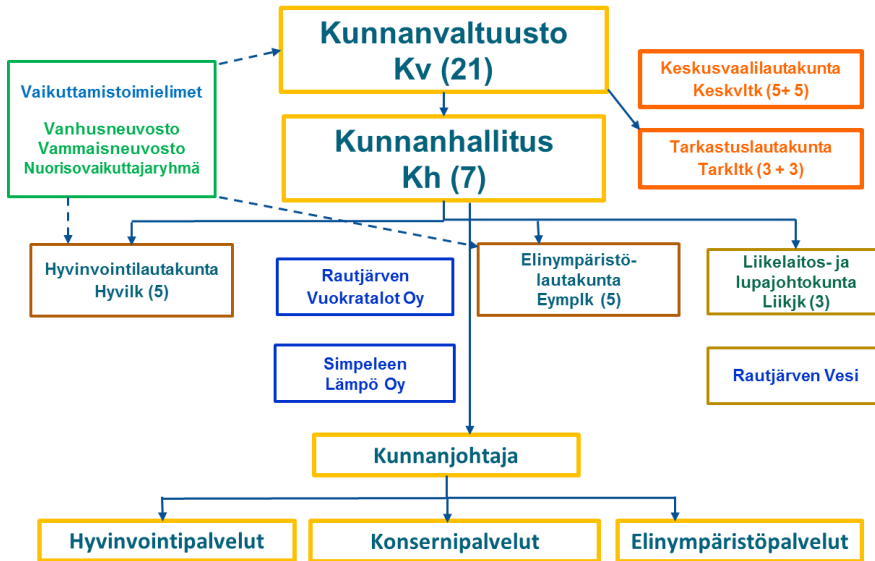 Kunnanvaltuusto
Kv (21)
Keskusvaalilautakunta
Keskvltk (5+ 5)
Vaikuttamistoimielimet
Vanhusneuvosto
Vammaisneuvosto
Nuorisovaikuttajaryhmä
Kunnanhallitus
Kh (7)
Tarkastuslautakunta
Tarkltk (3 + 3)
Hyvinvointilautakunta
Hyvilk (5)
Rautjärven
Vuokratalot Oy
Elinympäristö-
lautakunta
Eymplk (5)
Liikelaitos- ja
lupajohtokunta
Liikjk (3)
Simpeleen
Lämpö Oy
Rautjärven Vesi
Kunnanjohtaja
Hyvinvointipalvelut
Konsernipalvelut
Elinympäristöpalvelut